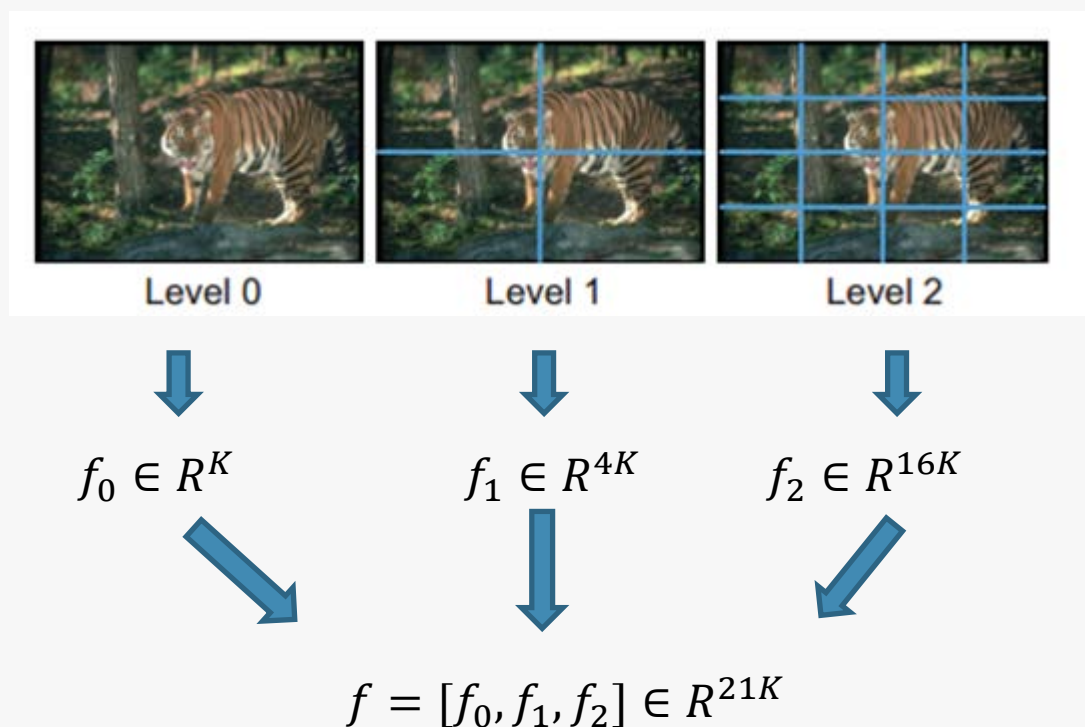 Level 0 Level 1 Level 2
f₀ ∈ R^K f₁ ∈ R^{4K} f₂ ∈ R^{16K}
f = [f₀, f₁, f₂] ∈ R^{21K}